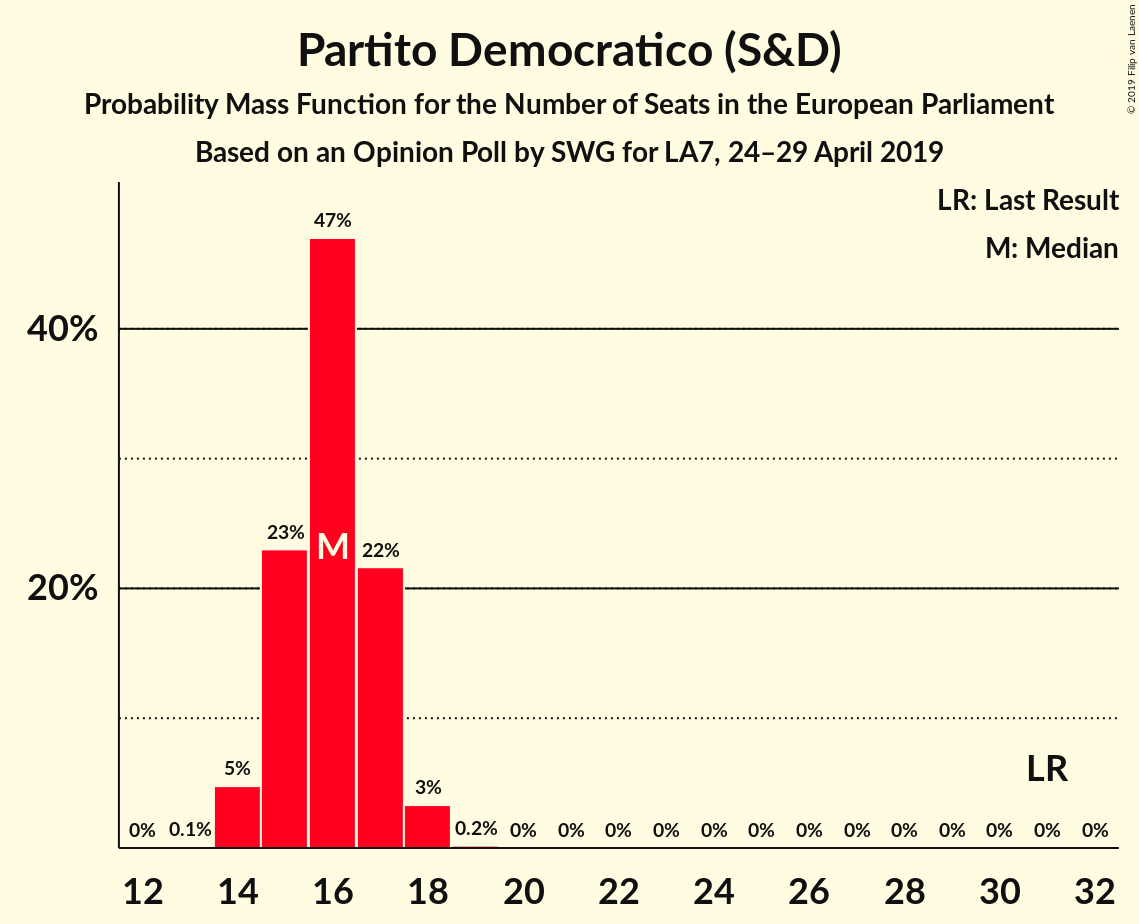 Partito Democratico (S&D)
Probability Mass Function for the Number of Seats in the European Parliament
Based on an Opinion Poll by SWG for LA7, 24–29 April 2019
© 2019 Filip van Laenen
LR: Last Result
M: Median
40%
20%
0% 0.1% 5% 23% 47% 22% 3% 0.2% 0% 0% 0% 0% 0% 0% 0% 0% 0% 0% 0% 0% 0%
M
LR
12 14 16 18 20 22 24 26 28 30 32